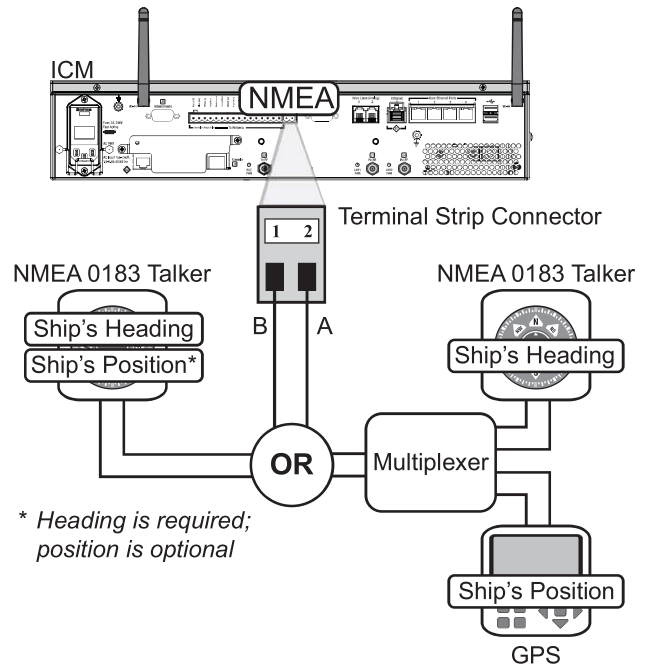 ICM
NMEA
1 2
Terminal Strip Connector
B A
NMEA 0183 Talker
Ship's Heading
Ship's Position*
NMEA 0183 Talker
N
Ship's Heading
OR
Multiplexer
* Heading is required;
position is optional
Ship's Position
GPS